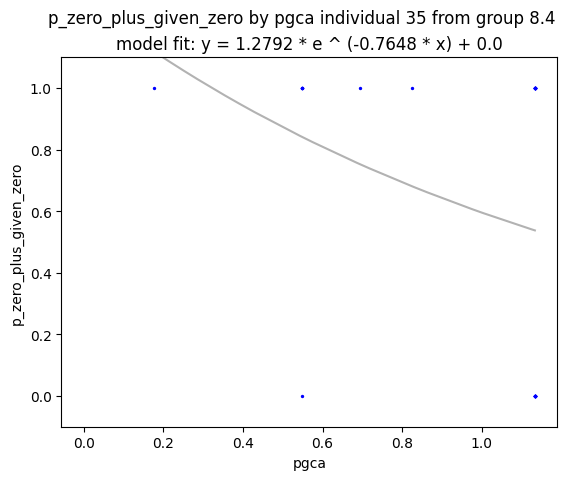 p_zero_plus_given_zero by pgca individual 35 from group 8.4
model fit: y = 1.2792 * e ^ (-0.7648 * x) + 0.0
1.0
0.8
0.6
0.4
0.2
0.0
p_zero_plus_given_zero
0.0 0.2 0.4 0.6 0.8 1.0
pgca